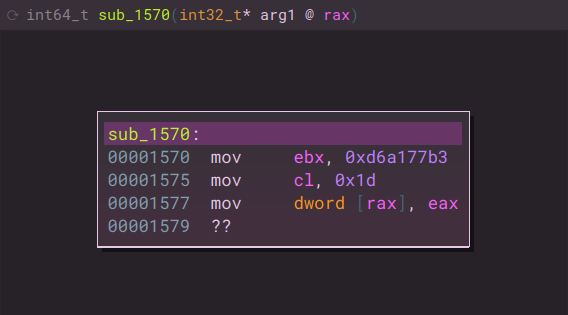 int64_t sub_1570(int32_t* arg1 @ rax)
sub_1570:
00001570 mov ebx, 0xd6a177b3
00001575 mov cl, 0x1d
00001577 mov dword [rax], eax
00001579 ??